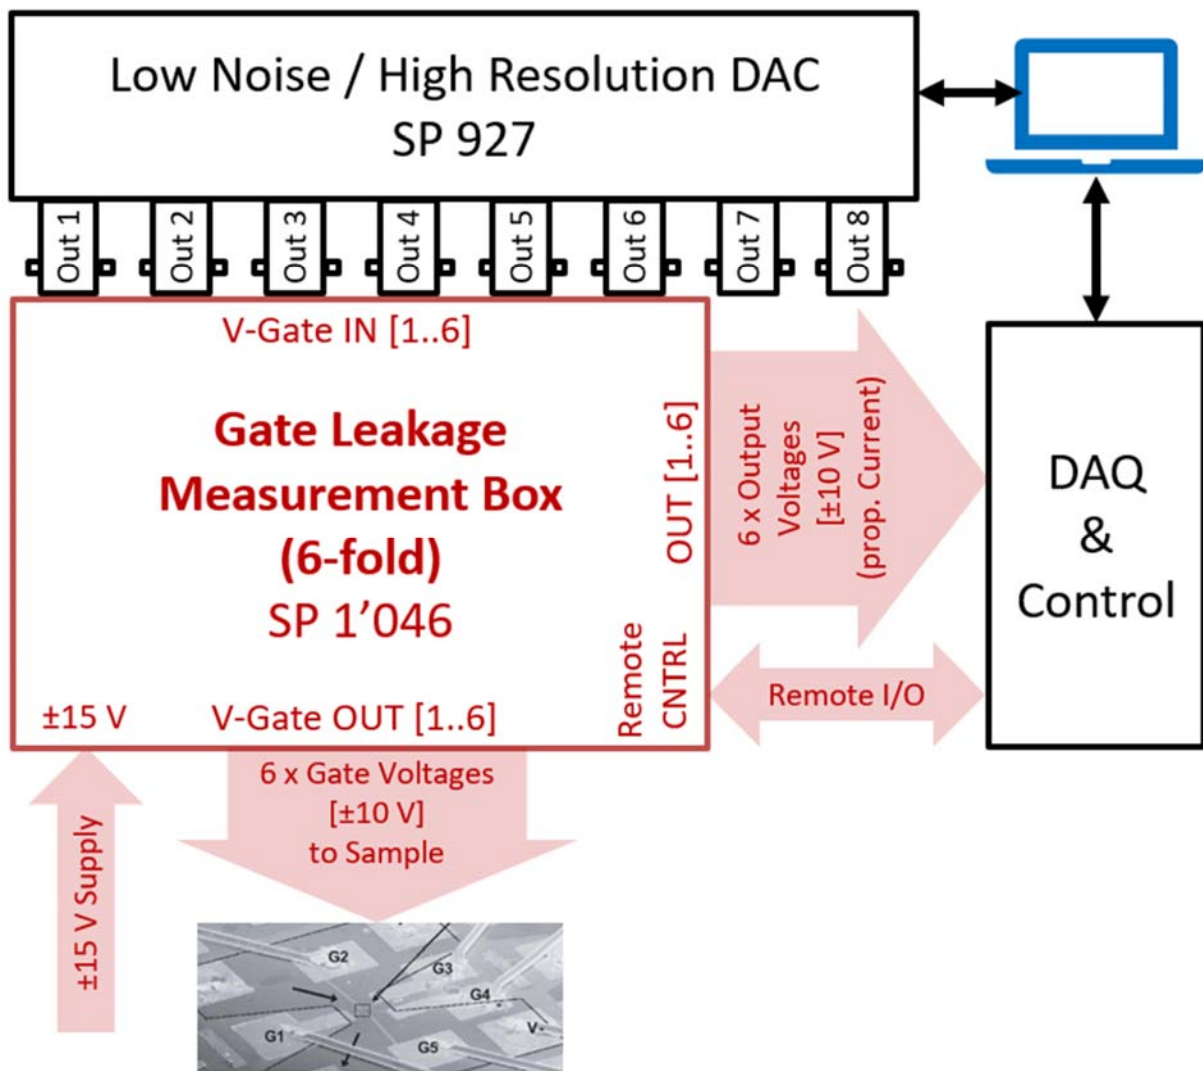 Low Noise / High Resolution DAC
SP 927
Out 1
Out 2
Out 3
Out 4
Out 5
Out 6
Out 7
Out 8
V-Gate IN [1..6]
Gate Leakage
Measurement Box
(6-fold)
SP 1’046
OUT [1..6]
Remote
CNTRL
±15 V
V-Gate OUT [1..6]
6 x Output
Voltages
[±10 V]
(prop. Current)
DAQ
&
Control
Remote I/O
±15 V Supply
6 x Gate Voltages
[±10 V]
to Sample
G2
G3
G4
G1
G5
V-